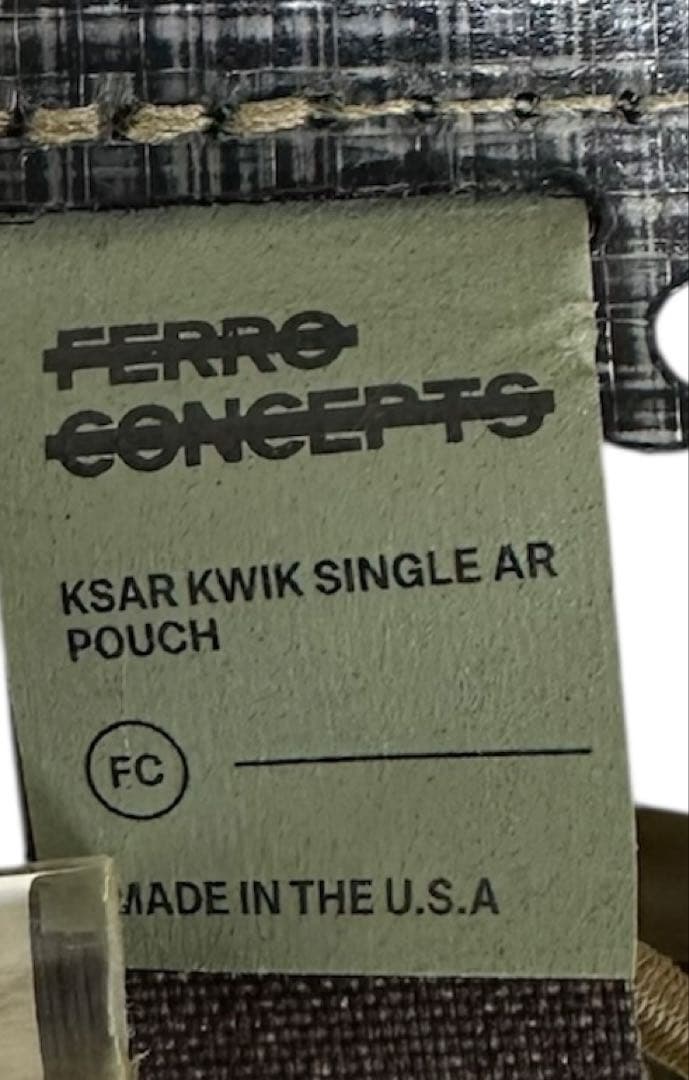 FERRO
CONCEPTS
KSAR KWIK SINGLE AR
POUCH
FC
MADE IN THE U.S.A